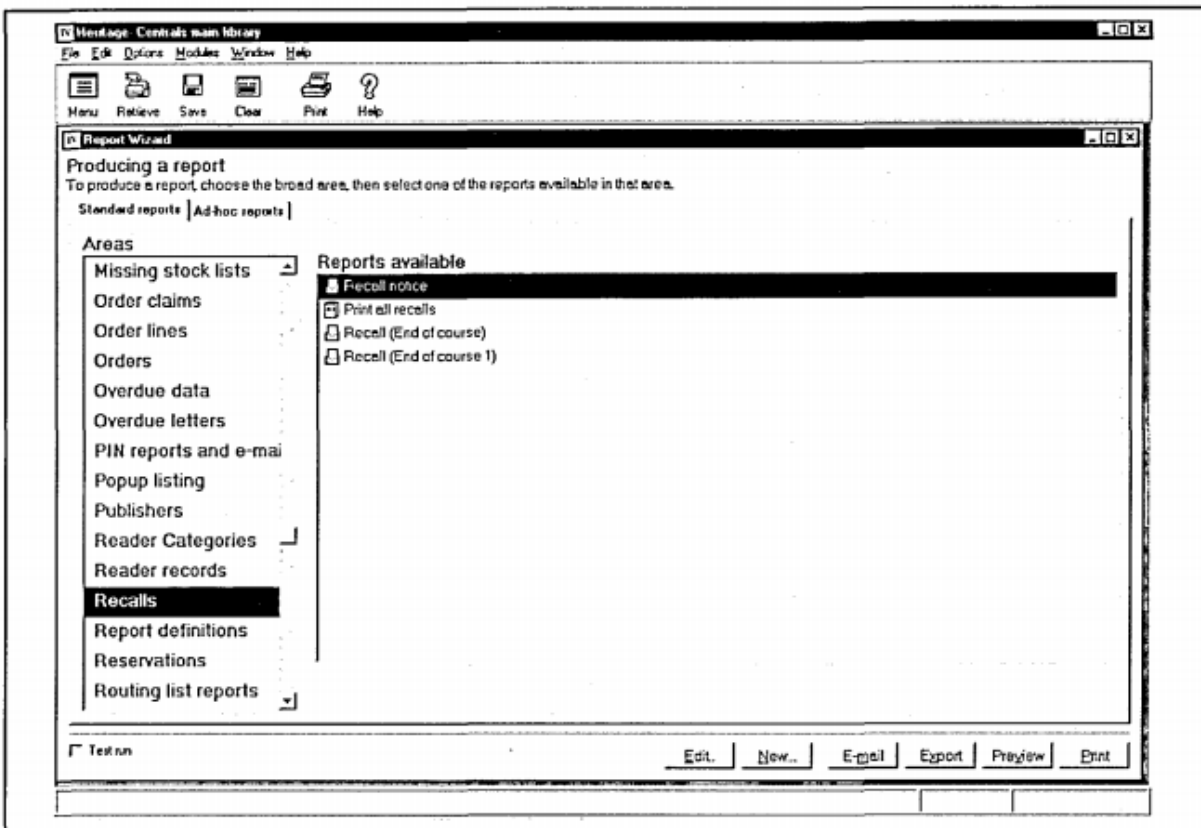 Heritage- Centrals main library
File Edit Options Modules Window Help
Menu Retrieve Save Clear Print Help
Report Wizard
Producing a report
To produce a report, choose the broad area, then select one of the reports available in that area.
Standard reports Ad-hoc reports
Areas
Missing stock lists
Order claims
Order lines
Orders
Overdue data
Overdue letters
PIN reports and e-mai
Popup listing
Publishers
Reader Categories
Reader records
Recalls
Report definitions
Reservations
Routing list reports
Reports available
Recall notice
Print all recalls
Recall (End of course)
Recall (End of course 1)
Test run
Edit.. New... E-mail Export Preview Print